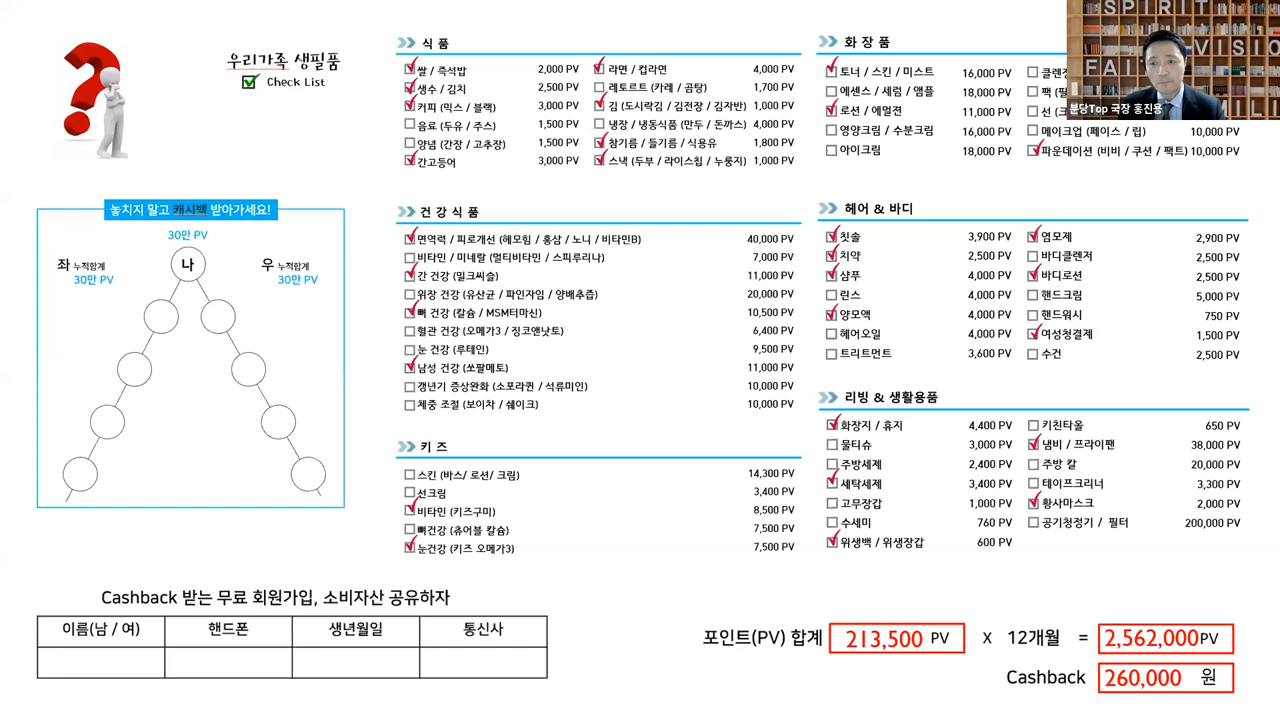 우리가족 생필품
Check List
놓치지 말고 캐시백 받아가세요!
30만 PV
좌 누적합계
30만 PV
나
우 누적합계
30만 PV
식 품
쌀 / 즉석밥 2,000 PV
생수 / 김치 2,500 PV
커피 (믹스 / 블랙) 3,000 PV
음료 (두유 / 주스) 1,500 PV
양념 (간장 / 고추장) 1,500 PV
간고등어 3,000 PV
라면 / 컵라면 4,000 PV
레토르트 (카레 / 곰탕) 1,700 PV
김 (도시락김 / 김전장 / 김자반) 1,000 PV
냉장 / 냉동식품 (만두 / 돈까스) 4,000 PV
참기름 / 들기름 / 식용유 1,800 PV
스낵 (두부 / 라이스칩 / 누룽지) 1,000 PV
건 강 식 품
면역력 / 피로개선 (헤모힘 / 홍삼 / 노니 / 비타민B) 40,000 PV
비타민 / 미네랄 (멀티비타민 / 스피루리나) 7,000 PV
간 건강 (밀크씨슬) 11,000 PV
위장 건강 (유산균 / 파인자임 / 양배추즙) 20,000 PV
뼈 건강 (칼슘 / MSM터마신) 10,500 PV
혈관 건강 (오메가3 / 징코앤낫토) 6,400 PV
눈 건강 (루테인) 9,500 PV
남성 건강 (쏘팔메토) 11,000 PV
갱년기 증상완화 (소포라퀸 / 석류미인) 10,000 PV
체중 조절 (보이차 / 쉐이크) 10,000 PV
키 즈
스킨 (바스/ 로션/ 크림) 14,300 PV
선크림 3,400 PV
비타민 (키즈구미) 8,500 PV
뼈건강 (츄어블 칼슘) 7,500 PV
눈건강 (키즈 오메가3) 7,500 PV
화 장 품
토너 / 스킨 / 미스트 16,000 PV
에센스 / 세럼 / 앰플 18,000 PV
로션 / 에멀젼 11,000 PV
영양크림 / 수분크림 16,000 PV
아이크림 18,000 PV
클렌징
팩 (필
선 (크
메이크업 (페이스 / 립) 10,000 PV
파운데이션 (비비 / 쿠션 / 팩트) 10,000 PV
SPIRIT
VISIO
FAI
분당Top 국장 홍진용
헤어 & 바디
칫솔 3,900 PV
치약 2,500 PV
샴푸 4,000 PV
린스 4,000 PV
양모액 4,000 PV
헤어오일 4,000 PV
트리트먼트 3,600 PV
염모제 2,900 PV
바디클렌저 2,500 PV
바디로션 2,500 PV
핸드크림 5,000 PV
핸드워시 750 PV
여성청결제 1,500 PV
수건 2,500 PV
리빙 & 생활용품
화장지 / 휴지 4,400 PV
물티슈 3,000 PV
주방세제 2,400 PV
세탁세제 3,400 PV
고무장갑 1,000 PV
수세미 760 PV
위생백 / 위생장갑 600 PV
키친타올 650 PV
냄비 / 프라이팬 38,000 PV
주방 칼 20,000 PV
테이프크리너 3,300 PV
황사마스크 2,000 PV
공기청정기 / 필터 200,000 PV
Cashback 받는 무료 회원가입, 소비자산 공유하자
이름(남 / 여) 핸드폰 생년월일 통신사
포인트(PV) 합계 213,500 PV X 12개월 = 2,562,000PV
Cashback 260,000 원